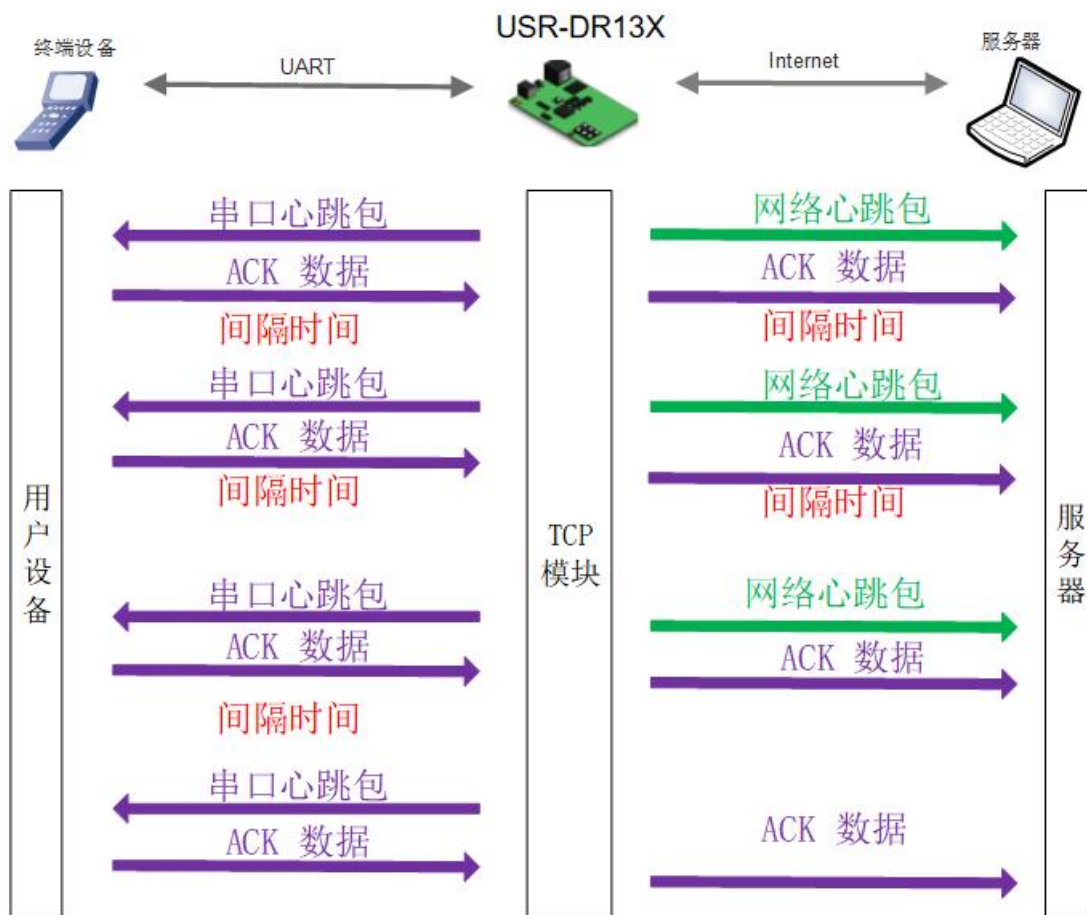 USR-DR13X
终端设备
UART
Internet
服务器
串口心跳包
网络心跳包
ACK 数据
ACK 数据
间隔时间
间隔时间
串口心跳包
网络心跳包
ACK 数据
ACK 数据
间隔时间
间隔时间
用户设备
TCP
模块
服务器
串口心跳包
网络心跳包
ACK 数据
ACK 数据
间隔时间
串口心跳包
ACK 数据
ACK 数据